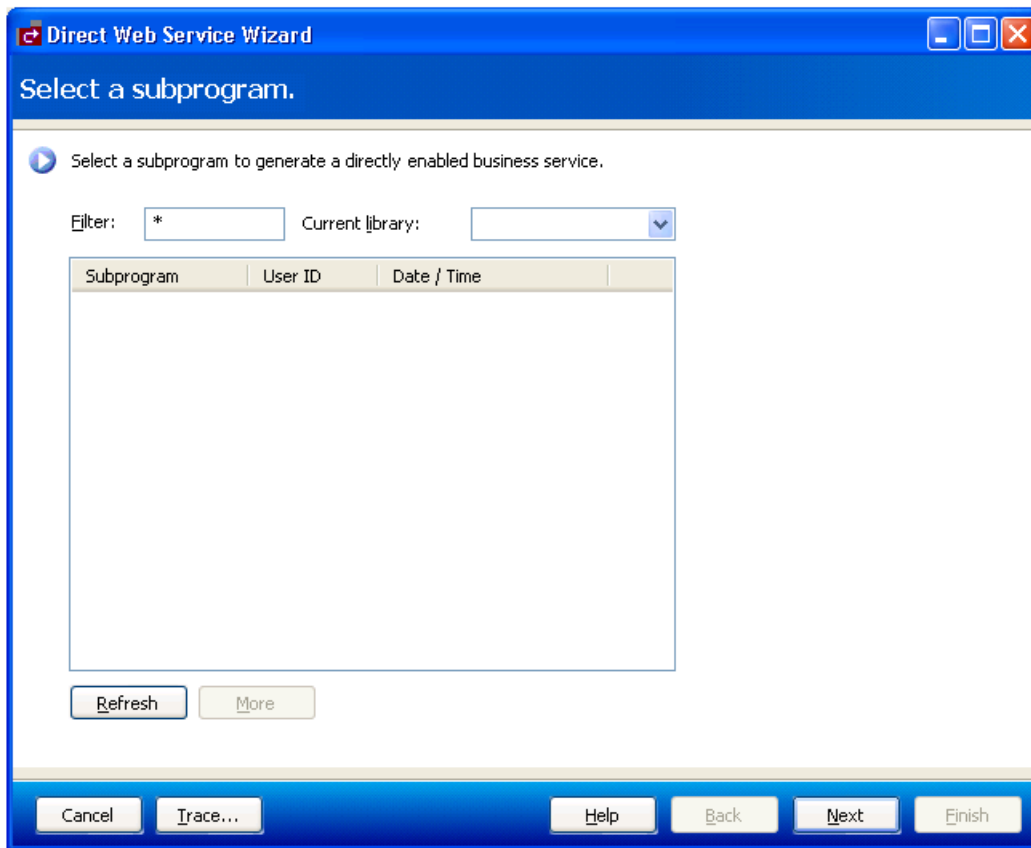 Direct Web Service Wizard
Select a subprogram.
Select a subprogram to generate a directly enabled business service.
Filter: * Current library:
Subprogram User ID Date / Time
Refresh More
Cancel Trace... Help Back Next Finish